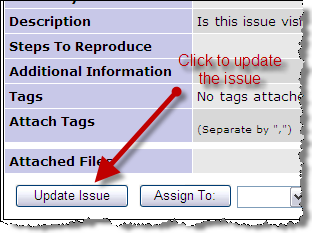 Description Is this issue visi
Steps To Reproduce
Additional Information
Click to update
the issue
Tags No tags attache
Attach Tags (Separate by ",")
Attached Files
Update Issue Assign To: